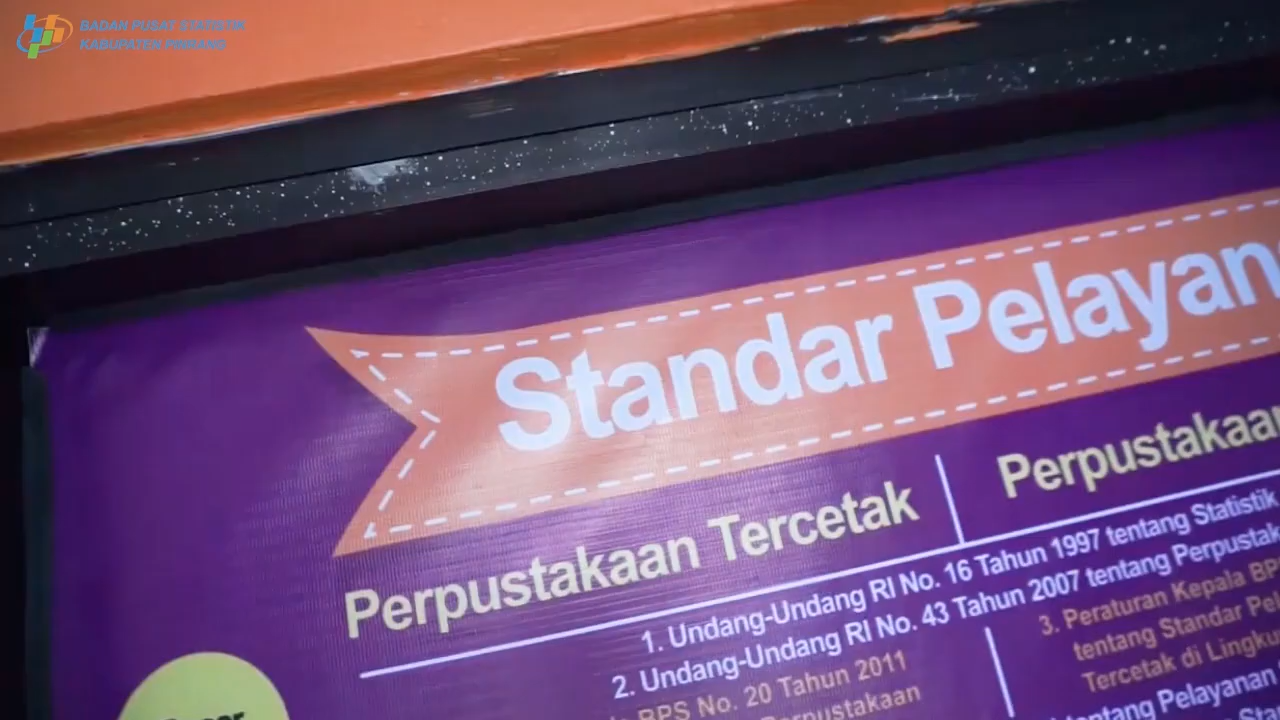 BADAN PUSAT STATISTIK
KABUPATEN PINRANG
Standar Pelayan
Perpustakaan Tercetak
Perpustakaan
1. Undang-Undang RI No. 16 Tahun 1997 tentang Statistik
2. Undang-Undang RI No. 43 Tahun 2007 tentang Perpustak
BPS No. 20 Tahun 2011
Perpustakaan
3. Peraturan Kepala BP
tentang Standar Pel
Tercetak di Lingku
tentang Pelayanan